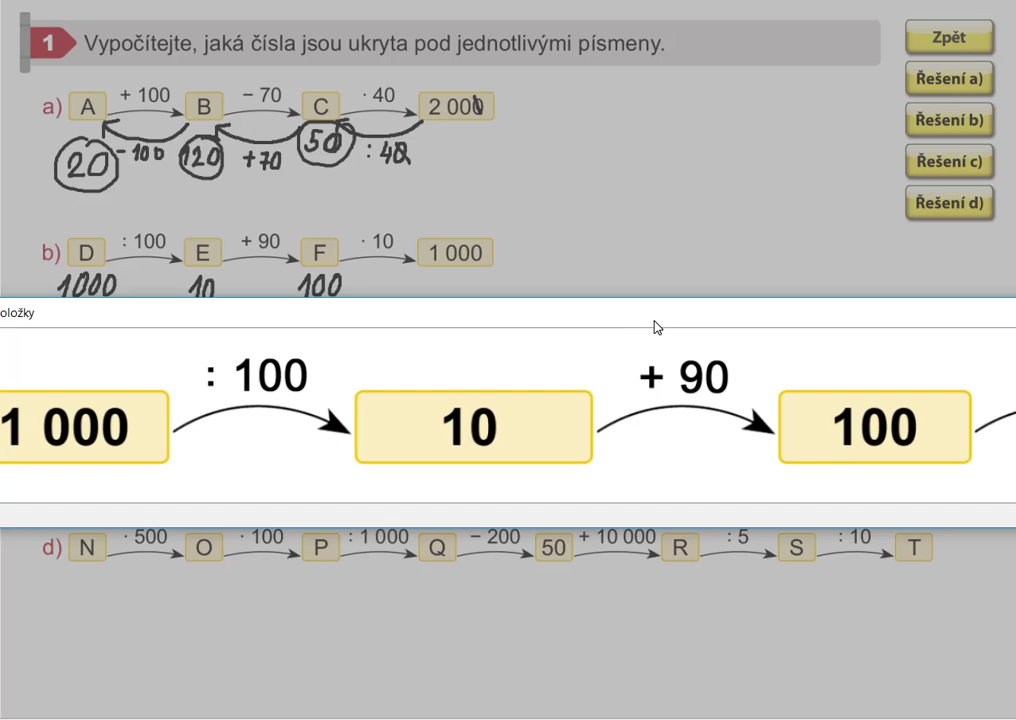 1 Vypočítejte, jaká čísla jsou ukryta pod jednotlivými písmeny.
Zpět
Řešení a)
Řešení b)
Řešení c)
Řešení d)
+ 100 − 70 · 40
a) A B C 2 000
20 -100 120 +70 50 : 40
: 100 + 90 · 10
b) D E F 1 000
1000 10 100
oložky
: 100 + 90
1 000 10 100
· 500 · 100 : 1 000 − 200 + 10 000 : 5 : 10
d) N O P Q 50 R S T